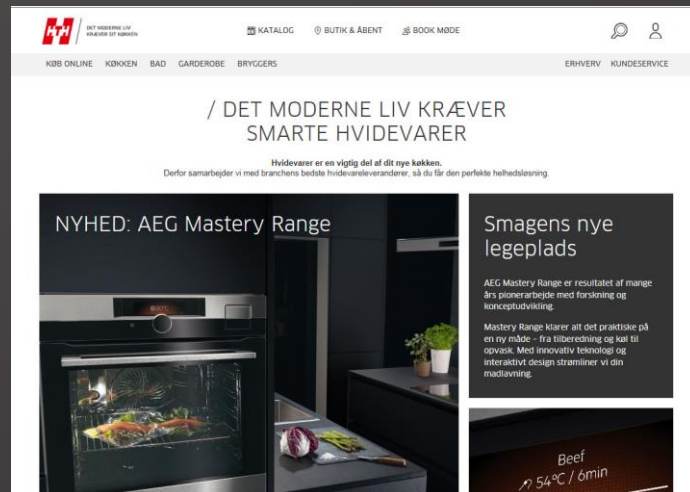 HTH
DET MODERNE LIV
KRÆVER DIT KØKKEN
KATALOG
BUTIK & ÅBENT
BOOK MØDE
KØB ONLINE KØKKEN BAD GARDEROBE BRYGGERS
ERHVERV KUNDESERVICE
/ DET MODERNE LIV KRÆVER
SMARTE HVIDEVARER
Hvidevarer er en vigtig del af dit nye køkken.
Derfor samarbejder vi med branchens bedste hvidevareleverandører, så du får den perfekte helhedsløsning.
NYHED: AEG Mastery Range
Smagens nye
legeplads
AEG Mastery Range er resultatet af mange
års pionerarbejde med forskning og
konceptudvikling.
Mastery Range klarer alt det praktiske på
en ny måde – fra tilberedning og køl til
opvask. Med innovativ teknologi og
interaktivt design strømliner vi din
madlavning.
Beef
54°C / 6min